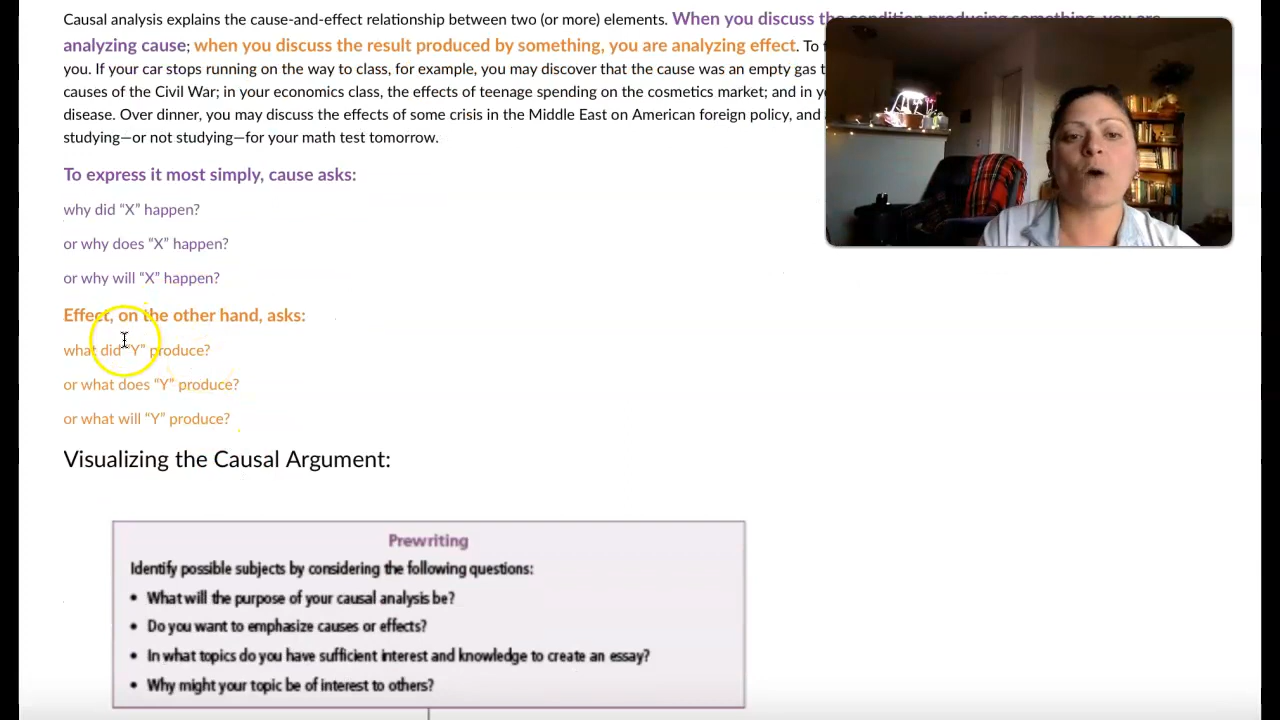 Causal analysis explains the cause-and-effect relationship between two (or more) elements. When you discuss the condition producing something, you are
analyzing cause; when you discuss the result produced by something, you are analyzing effect. To
you. If your car stops running on the way to class, for example, you may discover that the cause was an empty gas
causes of the Civil War; in your economics class, the effects of teenage spending on the cosmetics market; and in
disease. Over dinner, you may discuss the effects of some crisis in the Middle East on American foreign policy, and
studying—or not studying—for your math test tomorrow.
To express it most simply, cause asks:
why did “X” happen?
or why does “X” happen?
or why will “X” happen?
Effect, on the other hand, asks:
what did “Y” produce?
or what does “Y” produce?
or what will “Y” produce?
Visualizing the Causal Argument:
Prewriting
Identify possible subjects by considering the following questions:
• What will the purpose of your causal analysis be?
• Do you want to emphasize causes or effects?
• In what topics do you have sufficient interest and knowledge to create an essay?
• Why might your topic be of interest to others?